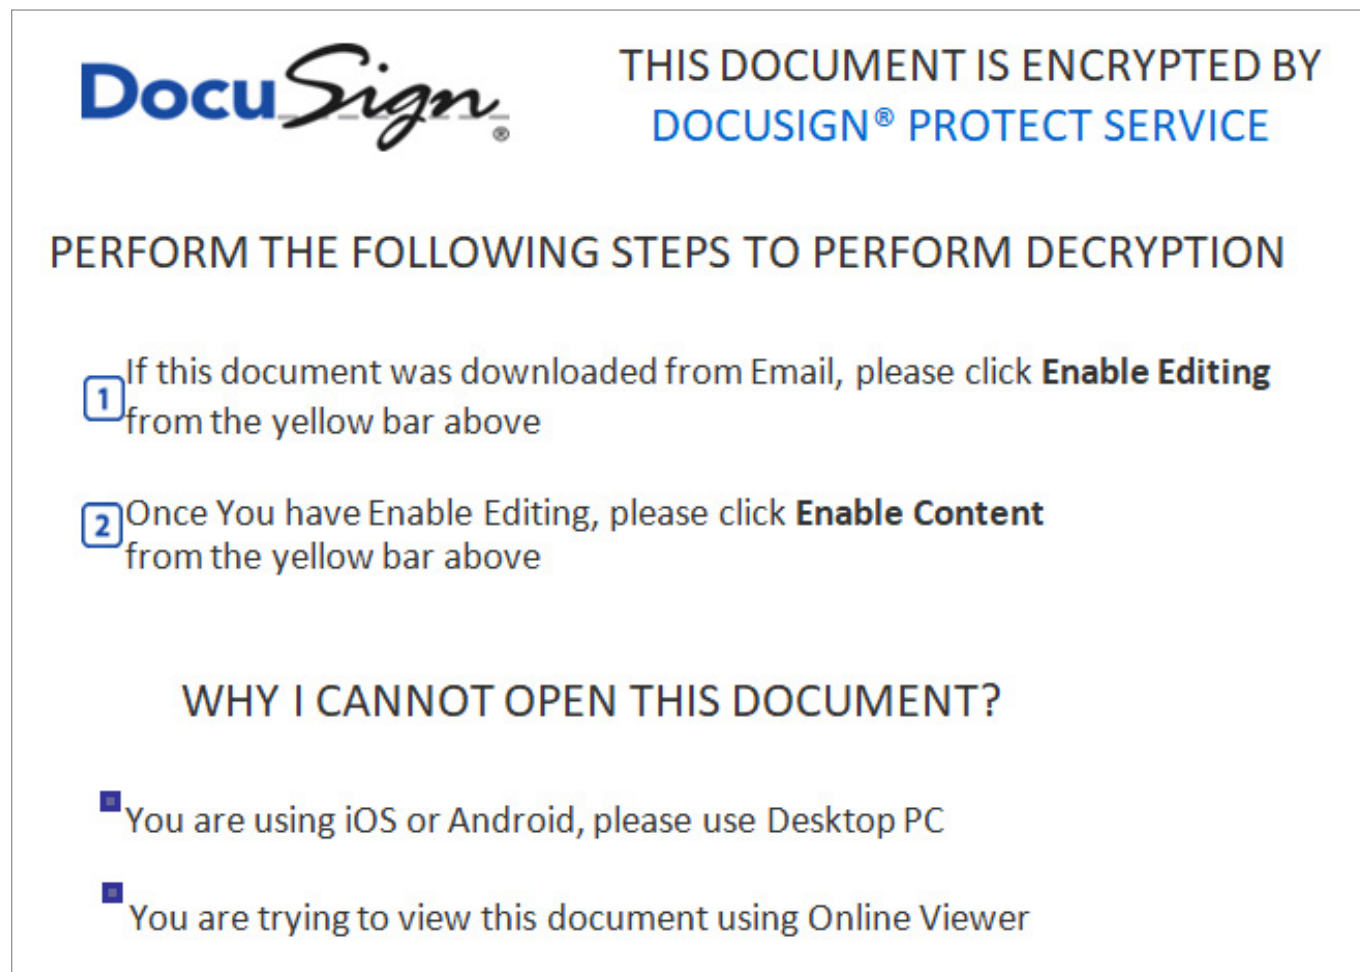 DocuSign®
THIS DOCUMENT IS ENCRYPTED BY
DOCUSIGN® PROTECT SERVICE
PERFORM THE FOLLOWING STEPS TO PERFORM DECRYPTION
1 If this document was downloaded from Email, please click Enable Editing
from the yellow bar above
2 Once You have Enable Editing, please click Enable Content
from the yellow bar above
WHY I CANNOT OPEN THIS DOCUMENT?
You are using iOS or Android, please use Desktop PC
You are trying to view this document using Online Viewer